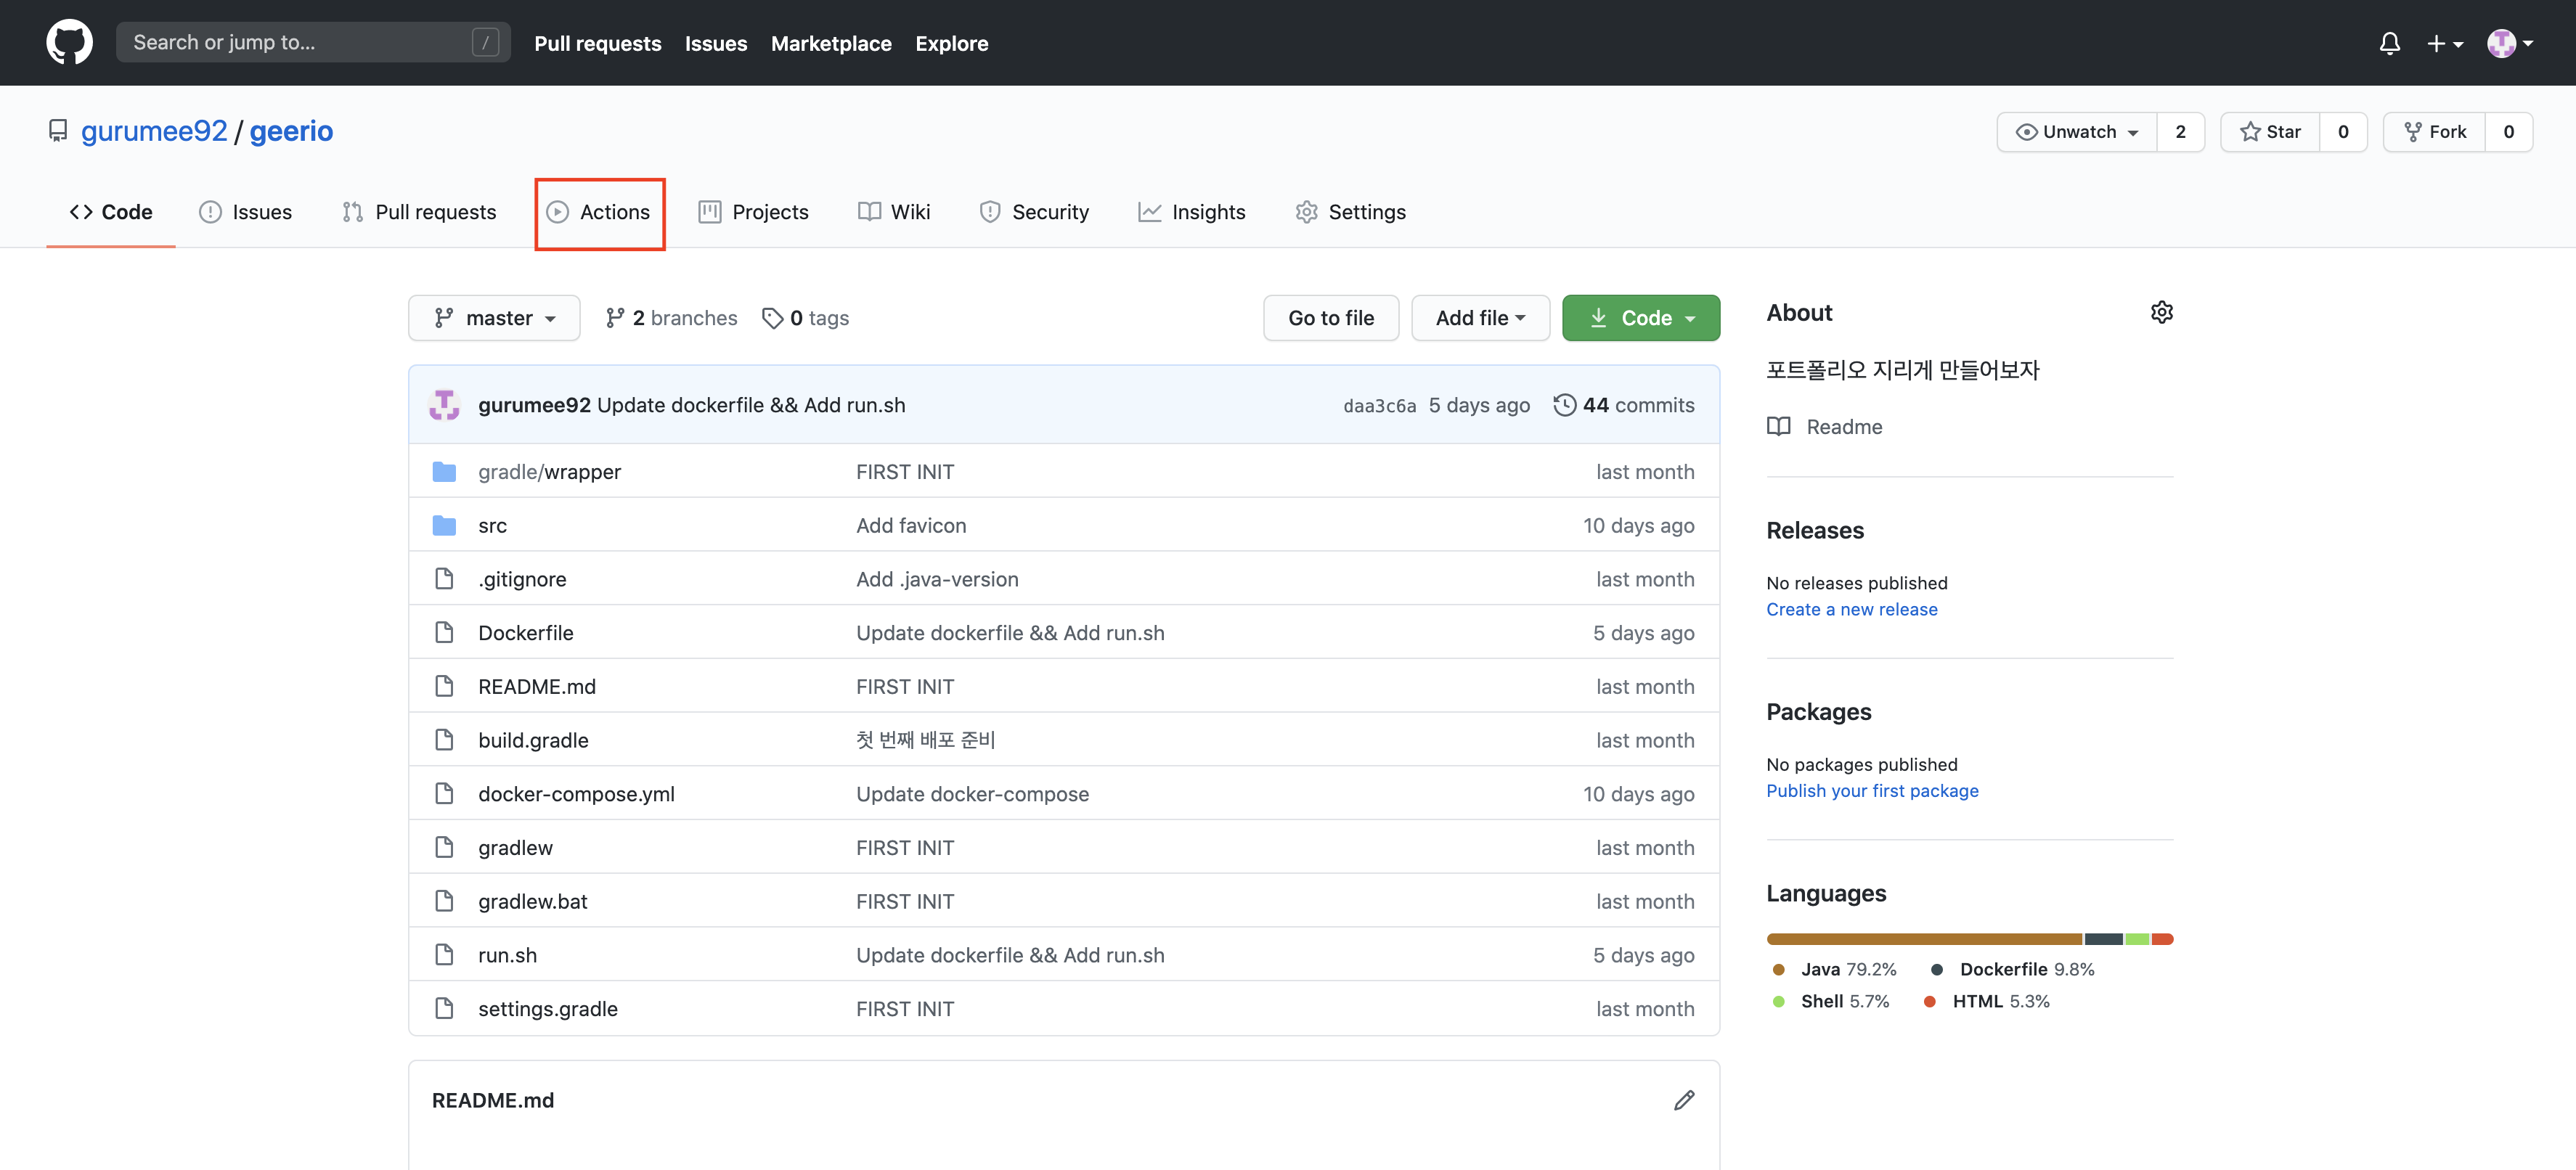 Search or jump to... /
Pull requests Issues Marketplace Explore
gurumee92 / geerio
Unwatch 2 Star 0 Fork 0
Code Issues Pull requests Actions Projects Wiki Security Insights Settings
master 2 branches 0 tags Go to file Add file Code
gurumee92 Update dockerfile && Add run.sh daa3c6a 5 days ago 44 commits
gradle/wrapper FIRST INIT last month
src Add favicon 10 days ago
.gitignore Add .java-version last month
Dockerfile Update dockerfile && Add run.sh 5 days ago
README.md FIRST INIT last month
build.gradle 첫 번째 배포 준비 last month
docker-compose.yml Update docker-compose 10 days ago
gradlew FIRST INIT last month
gradlew.bat FIRST INIT last month
run.sh Update dockerfile && Add run.sh 5 days ago
settings.gradle FIRST INIT last month
README.md
About
포트폴리오 지리게 만들어보자
Readme
Releases
No releases published
Create a new release
Packages
No packages published
Publish your first package
Languages
Java 79.2% Dockerfile 9.8%
Shell 5.7% HTML 5.3%